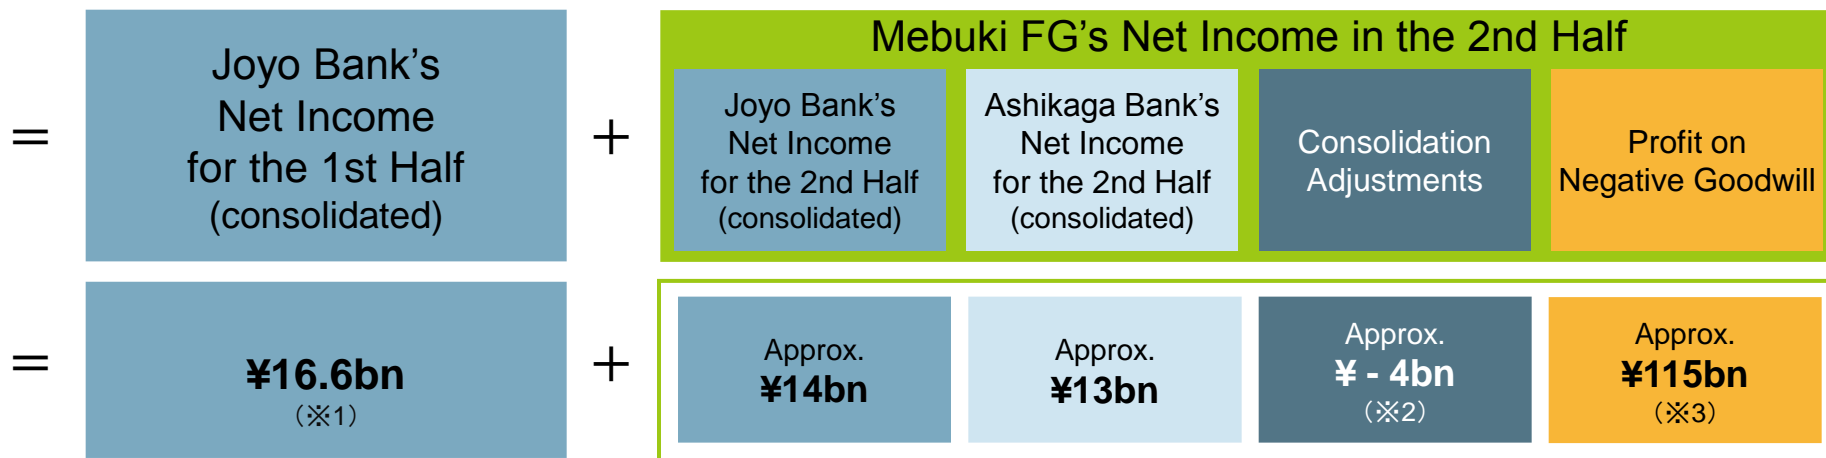 =
Joyo Bank's
Net Income
for the 1st Half
(consolidated)
+
Mebuki FG's Net Income in the 2nd Half
Joyo Bank's
Net Income
for the 2nd Half
(consolidated)
Ashikaga Bank's
Net Income
for the 2nd Half
(consolidated)
Consolidation
Adjustments
Profit on
Negative Goodwill
=
¥16.6bn
(※1)
+
Approx.
¥14bn
Approx.
¥13bn
Approx.
¥ - 4bn
(※2)
Approx.
¥115bn
(※3)